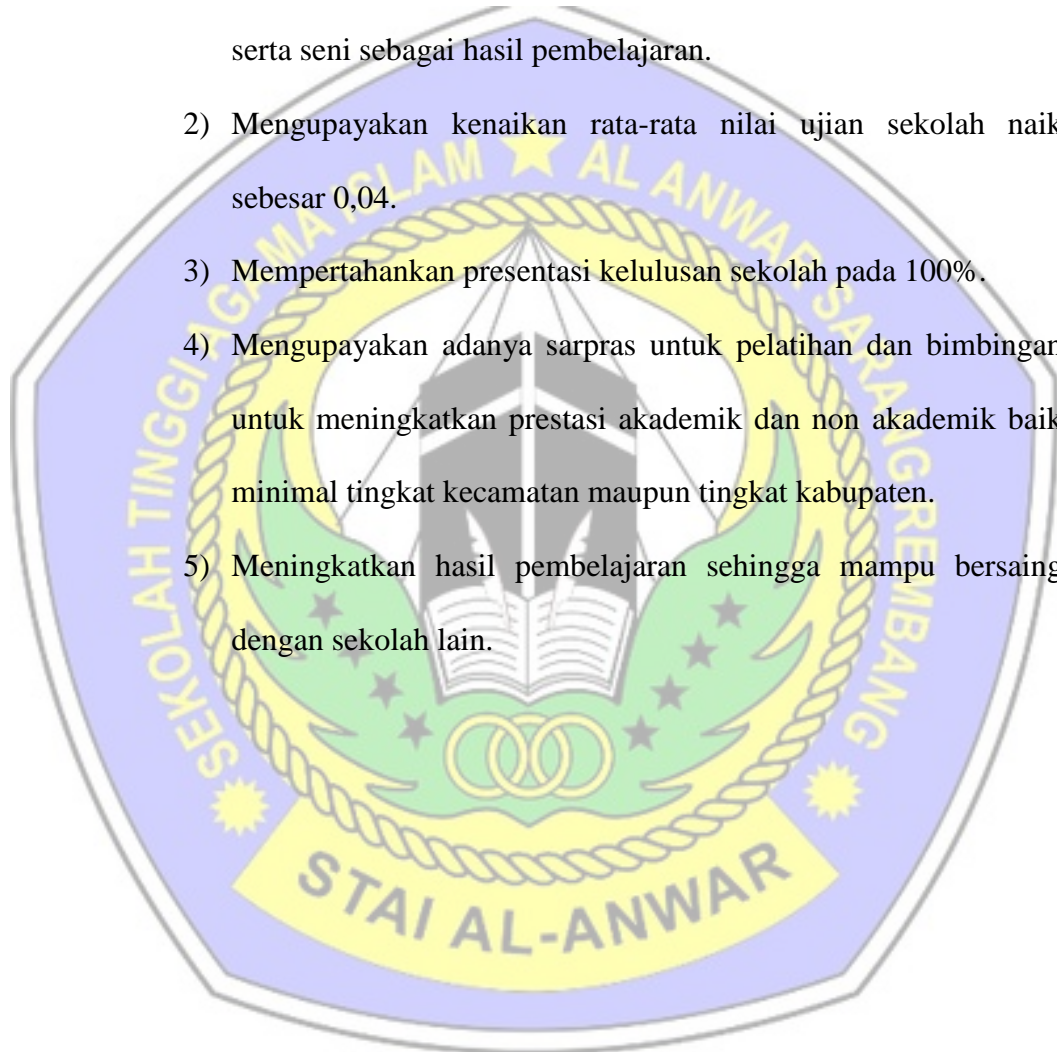 serta seni sebagai hasil pembelajaran.
2) Mengupayakan kenaikan rata-rata nilai ujian sekolah naik
sebesar 0,04.
3) Mempertahankan presentasi kelulusan sekolah pada 100%.
4) Mengupayakan adanya sarpras untuk pelatihan dan bimbingan
untuk meningkatkan prestasi akademik dan non akademik baik
minimal tingkat kecamatan maupun tingkat kabupaten.
5) Meningkatkan hasil pembelajaran sehingga mampu bersaing
dengan sekolah lain.
SEKOLAH TINGGI AGAMA ISLAM AL ANWAR SARANG REMBANG
STAI AL-ANWAR